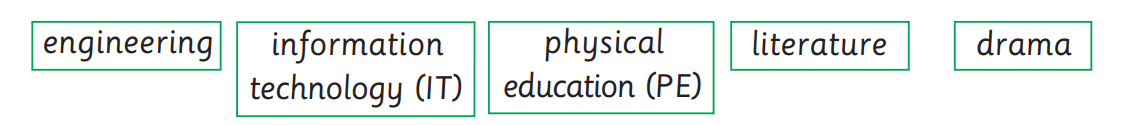 engineering
information
technology (IT)
physical
education (PE)
literature
drama